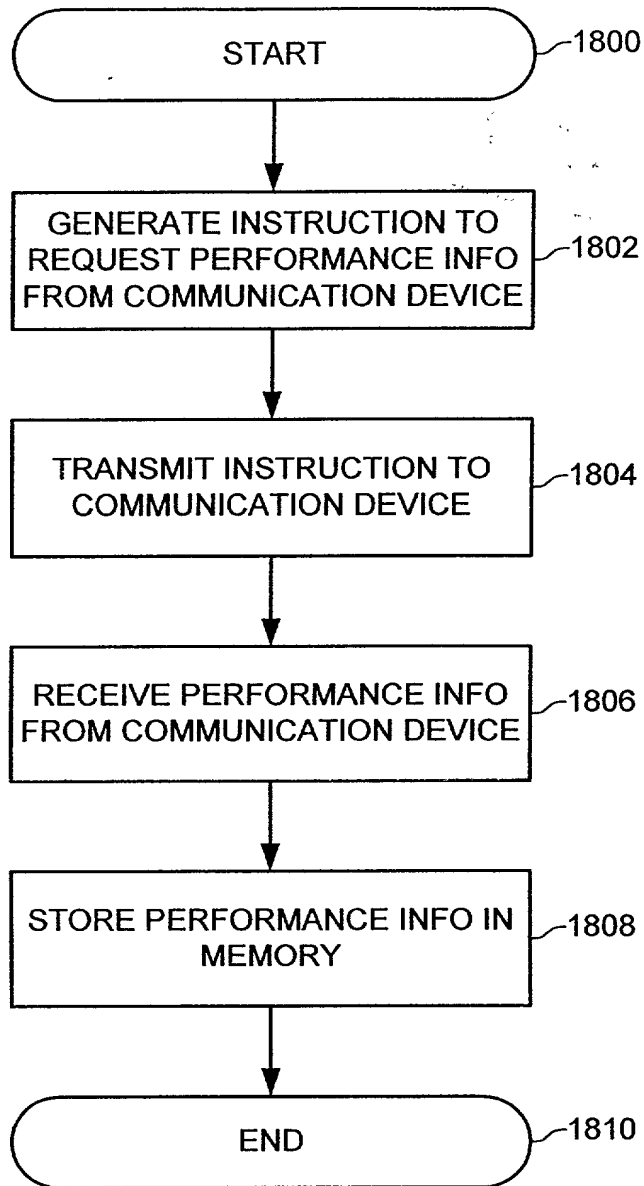 START
1800
GENERATE INSTRUCTION TO
REQUEST PERFORMANCE INFO
FROM COMMUNICATION DEVICE
1802
TRANSMIT INSTRUCTION TO
COMMUNICATION DEVICE
1804
RECEIVE PERFORMANCE INFO
FROM COMMUNICATION DEVICE
1806
STORE PERFORMANCE INFO IN
MEMORY
1808
END
1810